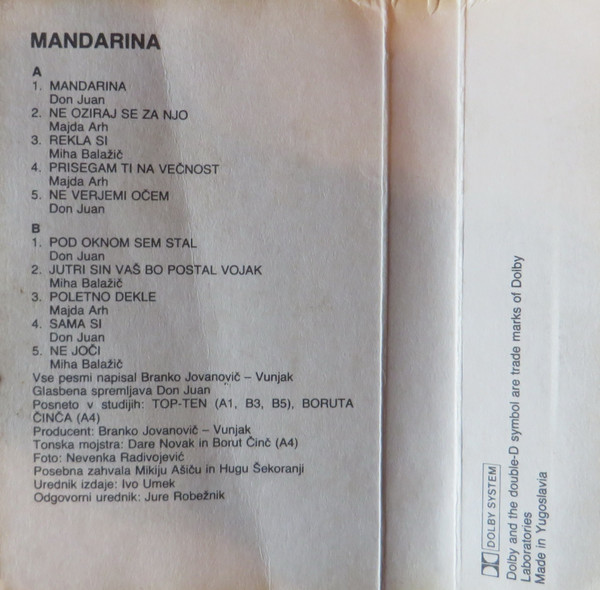 MANDARINA
A
1. MANDARINA
Don Juan
2. NE OZIRAJ SE ZA NJO
Majda Arh
3. REKLA SI
Miha Balažič
4. PRISEGAM TI NA VEČNOST
Majda Arh
5. NE VERJEMI OČEM
Don Juan
B
1. POD OKNOM SEM STAL
Don Juan
2. JUTRI SIN VAŠ BO POSTAL VOJAK
Miha Balažič
3. POLETNO DEKLE
Majda Arh
4. SAMA SI
Don Juan
5. NE JOČI
Miha Balažič
Vse pesmi napisal Branko Jovanovič – Vunjak
Glasbena spremljava Don Juan
Posneto v studijih: TOP-TEN (A1, B3, B5), BORUTA
ČINČA (A4)
Producent: Branko Jovanovič – Vunjak
Tonska mojstra: Dare Novak in Borut Činč (A4)
Foto: Nevenka Radivojevič
Posebna zahvala Mikiju Ašiču in Hugu Šekoranji
Urednik izdaje: Ivo Umek
Odgovorni urednik: Jure Robežnik
DOLBY SYSTEM
Dolby and the double-D symbol are trade marks of Dolby
Laboratories
Made in Yugoslavia